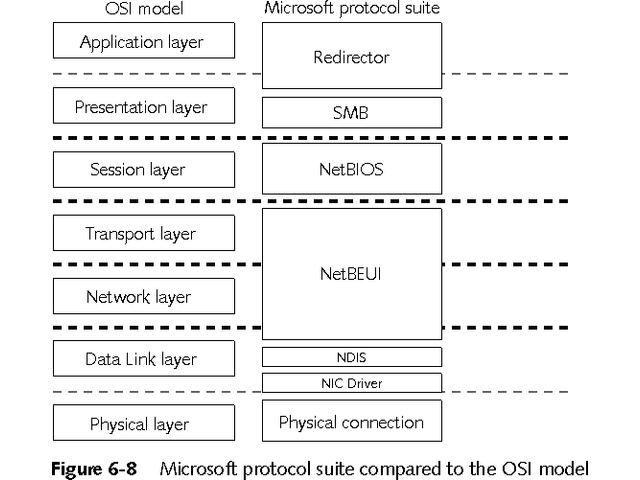 OSI model
Microsoft protocol suite
Application layer
Redirector
Presentation layer
SMB
Session layer
NetBIOS
Transport layer
NetBEUI
Network layer
Data Link layer
NDIS
NIC Driver
Physical layer
Physical connection
Figure 6-8 Microsoft protocol suite compared to the OSI model